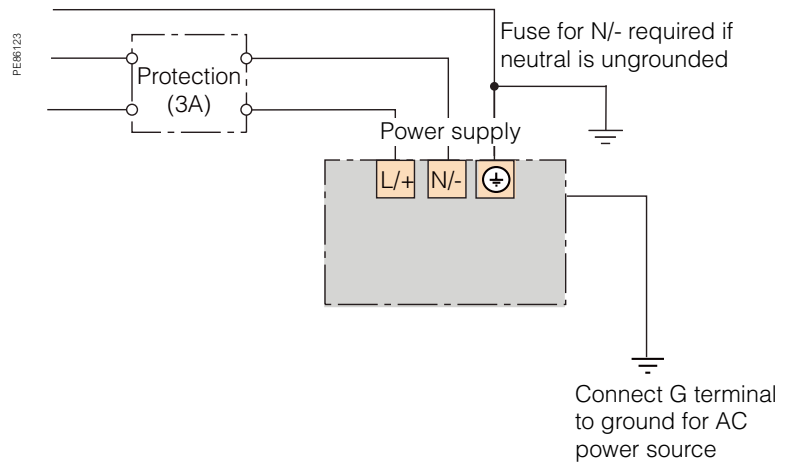 PE86123
Fuse for N/- required if
neutral is ungrounded
Protection
(3A)
Power supply
L/+
N/-
Connect G terminal
to ground for AC
power source